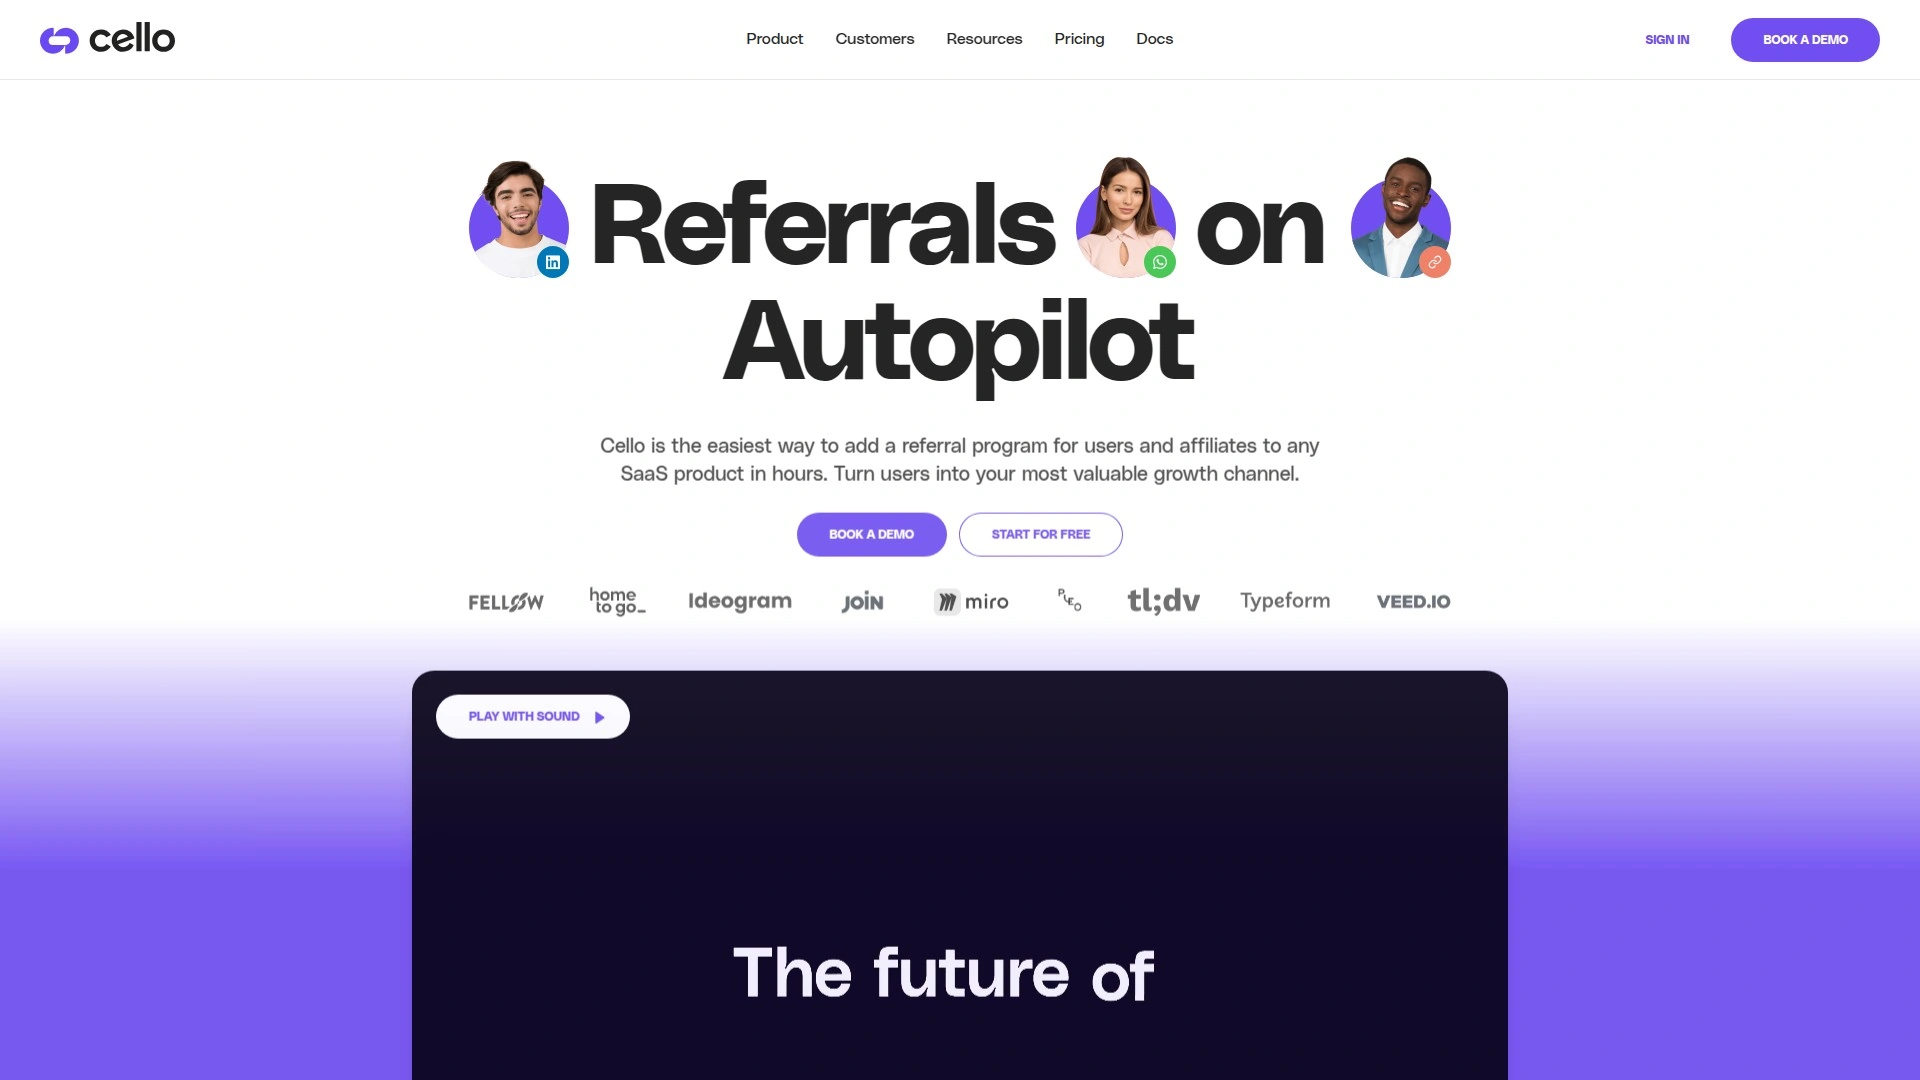 cello
Product
Customers
Resources
Pricing
Docs
SIGN IN
BOOK A DEMO
Referrals on
Autopilot
Cello is the easiest way to add a referral program for users and affiliates to any
SaaS product in hours. Turn users into your most valuable growth channel.
BOOK A DEMO
START FOR FREE
FELLOW
home
to go_
Ideogram
JOIN
miro
PLEO
tl;dv
Typeform
VEED.IO
PLAY WITH SOUND
The future of